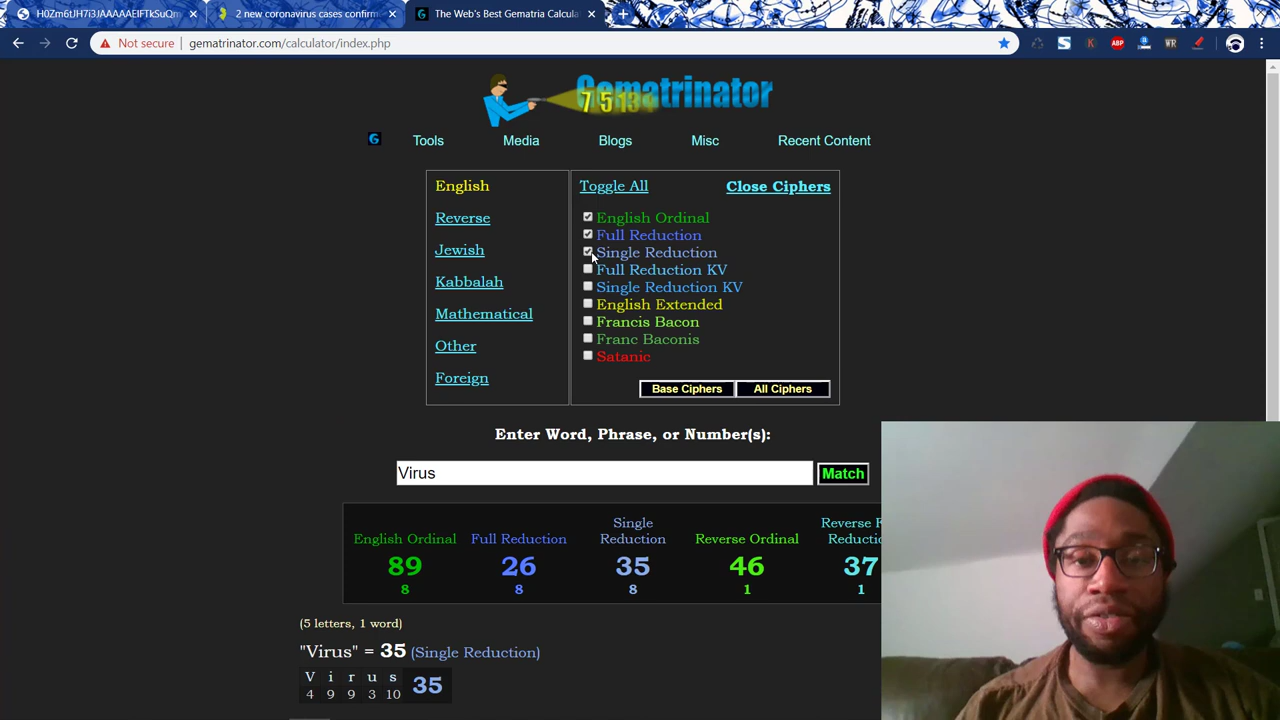 H0Zm6tJH7i3JAAAAAElFTkSuQm
2 new coronavirus cases confirm
The Web's Best Gematria Calcula
Not secure
gematrinator.com/calculator/index.php
ABP
WR
Gematrinator
G
Tools
Media
Blogs
Misc
Recent Content
English
Reverse
Jewish
Kabbalah
Mathematical
Other
Foreign
Toggle All
Close Ciphers
English Ordinal
Full Reduction
Single Reduction
Full Reduction KV
Single Reduction KV
English Extended
Francis Bacon
Franc Baconis
Satanic
Base Ciphers
All Ciphers
Enter Word, Phrase, or Number(s):
Virus
Match
English Ordinal
89
8
Full Reduction
26
8
Single
Reduction
35
8
Reverse Ordinal
46
1
Reverse F
Reductio
37
1
(5 letters, 1 word)
"Virus" = 35 (Single Reduction)
V i r u s
4 9 9 3 10 35